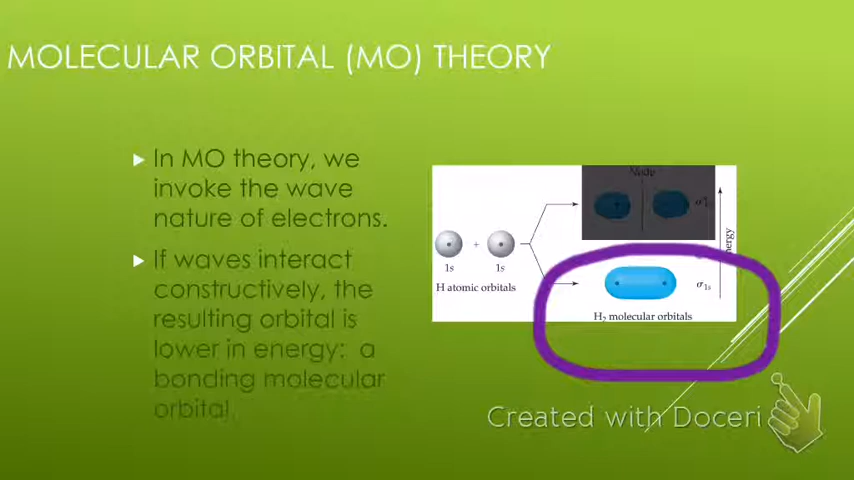 MOLECULAR ORBITAL (MO) THEORY
In MO theory, we
invoke the wave
nature of electrons.
If waves interact
constructively, the
resulting orbital is
lower in energy: a
bonding molecular
orbital.
Node
σ*1s
1s + 1s
H atomic orbitals
σ1s
H2 molecular orbitals
Created with Doceri